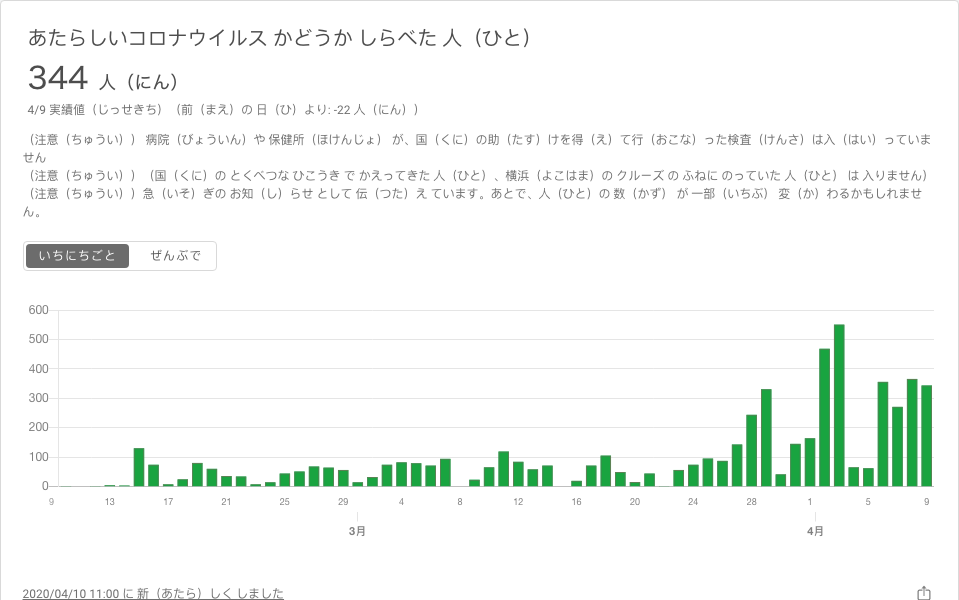 あたらしいコロナウイルス かどうか しらべた 人（ひと）
344 人（にん）
4/9 実績値（じっせきち）（前（まえ）の 日（ひ）より: -22 人（にん））
（注意（ちゅうい）） 病院（びょういん）や 保健所（ほけんじょ） が、国（くに）の助（たす）けを得（え）て行（おこな）った検査（けんさ）は入（はい）っていま
せん
（注意（ちゅうい））（国（くに）の とくべつな ひこうき で かえってきた 人（ひと）、横浜（よこはま）の クルーズ の ふねに のっていた 人（ひと） は 入りません）
（注意（ちゅうい））急（いそ）ぎの お知（し）らせ として 伝（つた）え ています。あとで、人（ひと）の 数（かず） が 一部（いちぶ） 変（か）わるかもしれませ
ん。
いちにちごと ぜんぶで
600
500
400
300
200
100
0
9 13 17 21 25 29 4 8 12 16 20 24 28 1 5 9
3月 4月
2020/04/10 11:00 に 新（あたら）しく しました